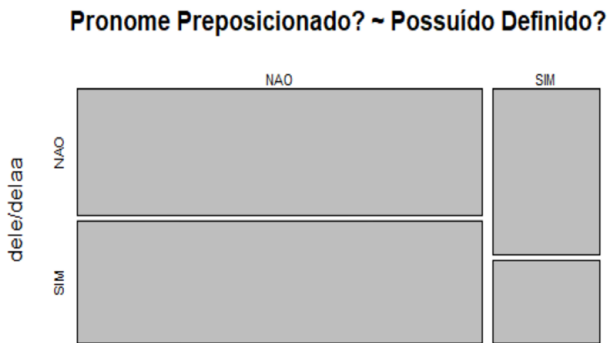 Pronome Preposicionado? ~ Possuído Definido?
NAO SIM
NAO
dele/delaa
SIM